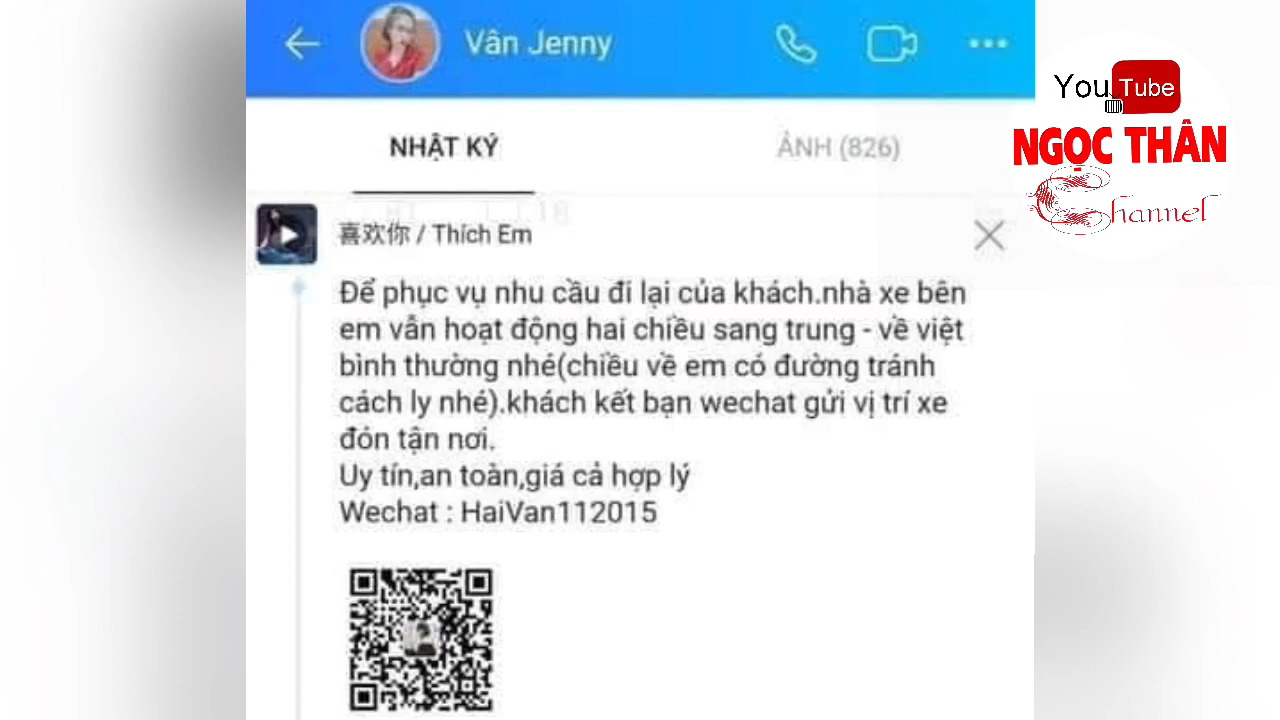 Vân Jenny
NHẬT KÝ
ẢNH (826)
喜欢你 / Thích Em
Để phục vụ nhu cầu đi lại của khách.nhà xe bên
em vẫn hoạt động hai chiều sang trung - về việt
bình thường nhé(chiều về em có đường tránh
cách ly nhé).khách kết bạn wechat gửi vị trí xe
đón tận nơi.
Uy tín,an toàn,giá cả hợp lý
Wechat : HaiVan112015
YouTube
NGỌC THÂN
Channel